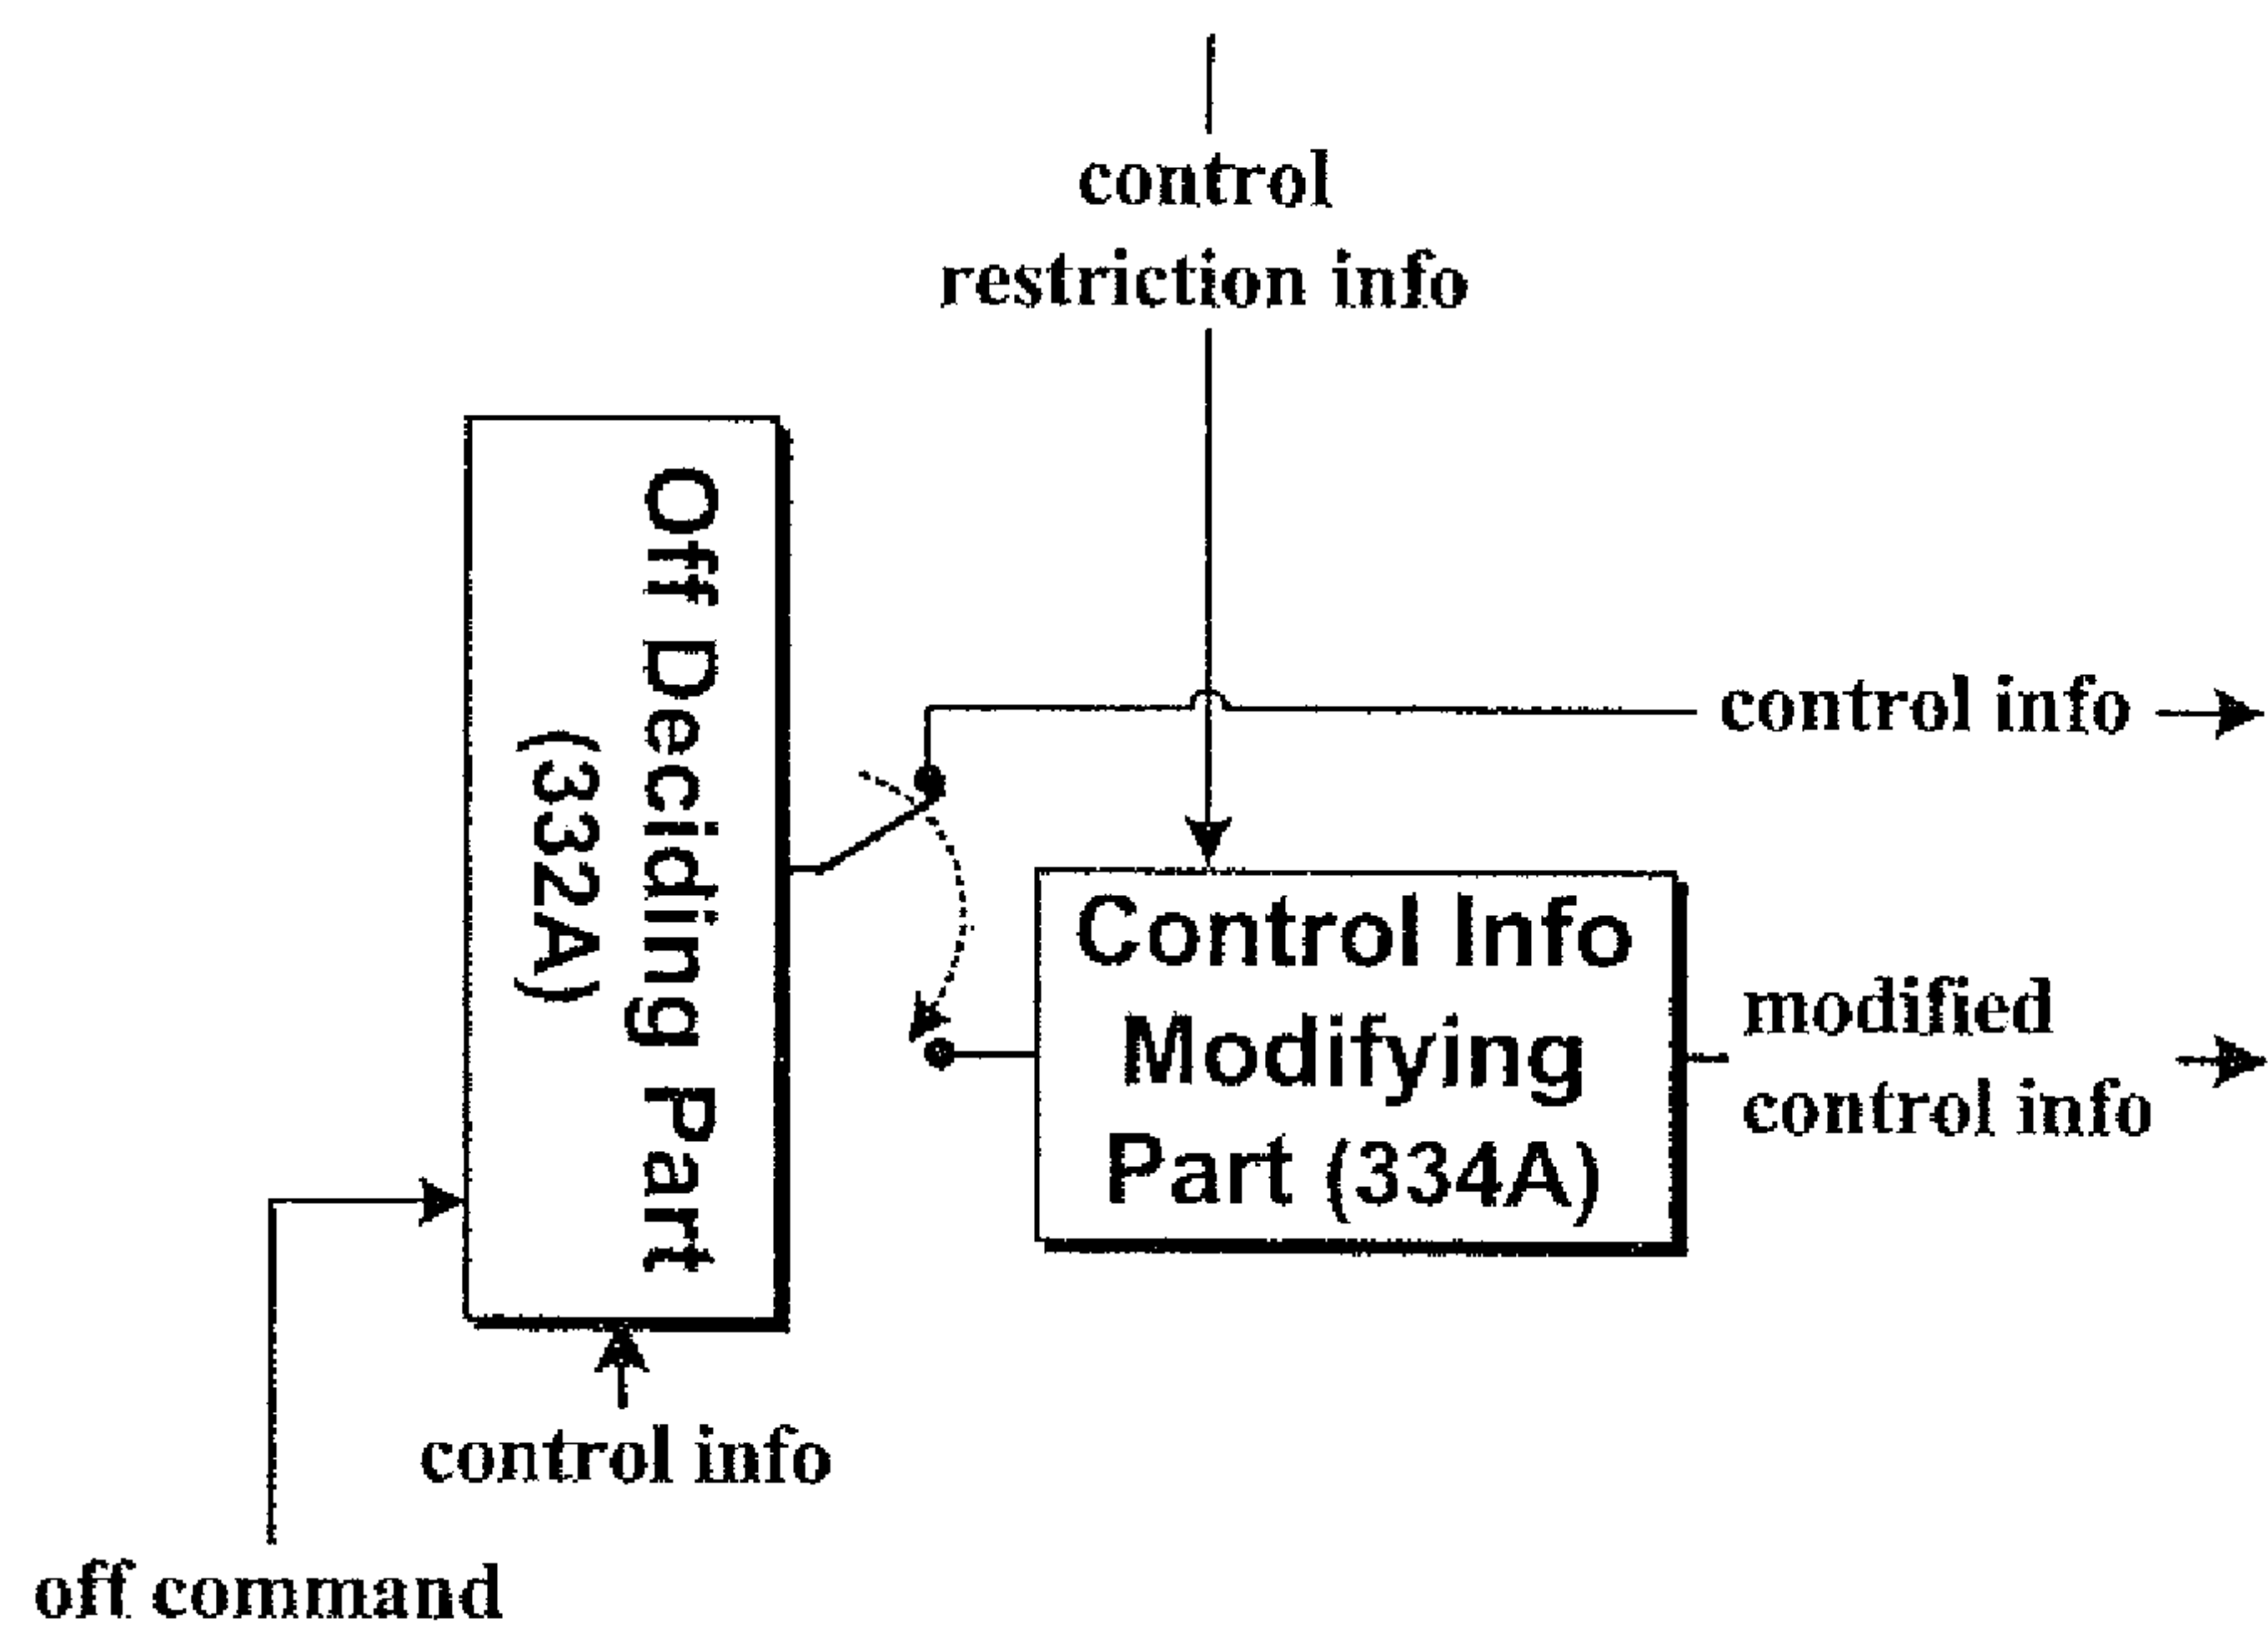 control
restriction info
Off Deciding Part
(332A)
control info
Control Info
Modifying
Part (334A)
modified
control info
control info
off command